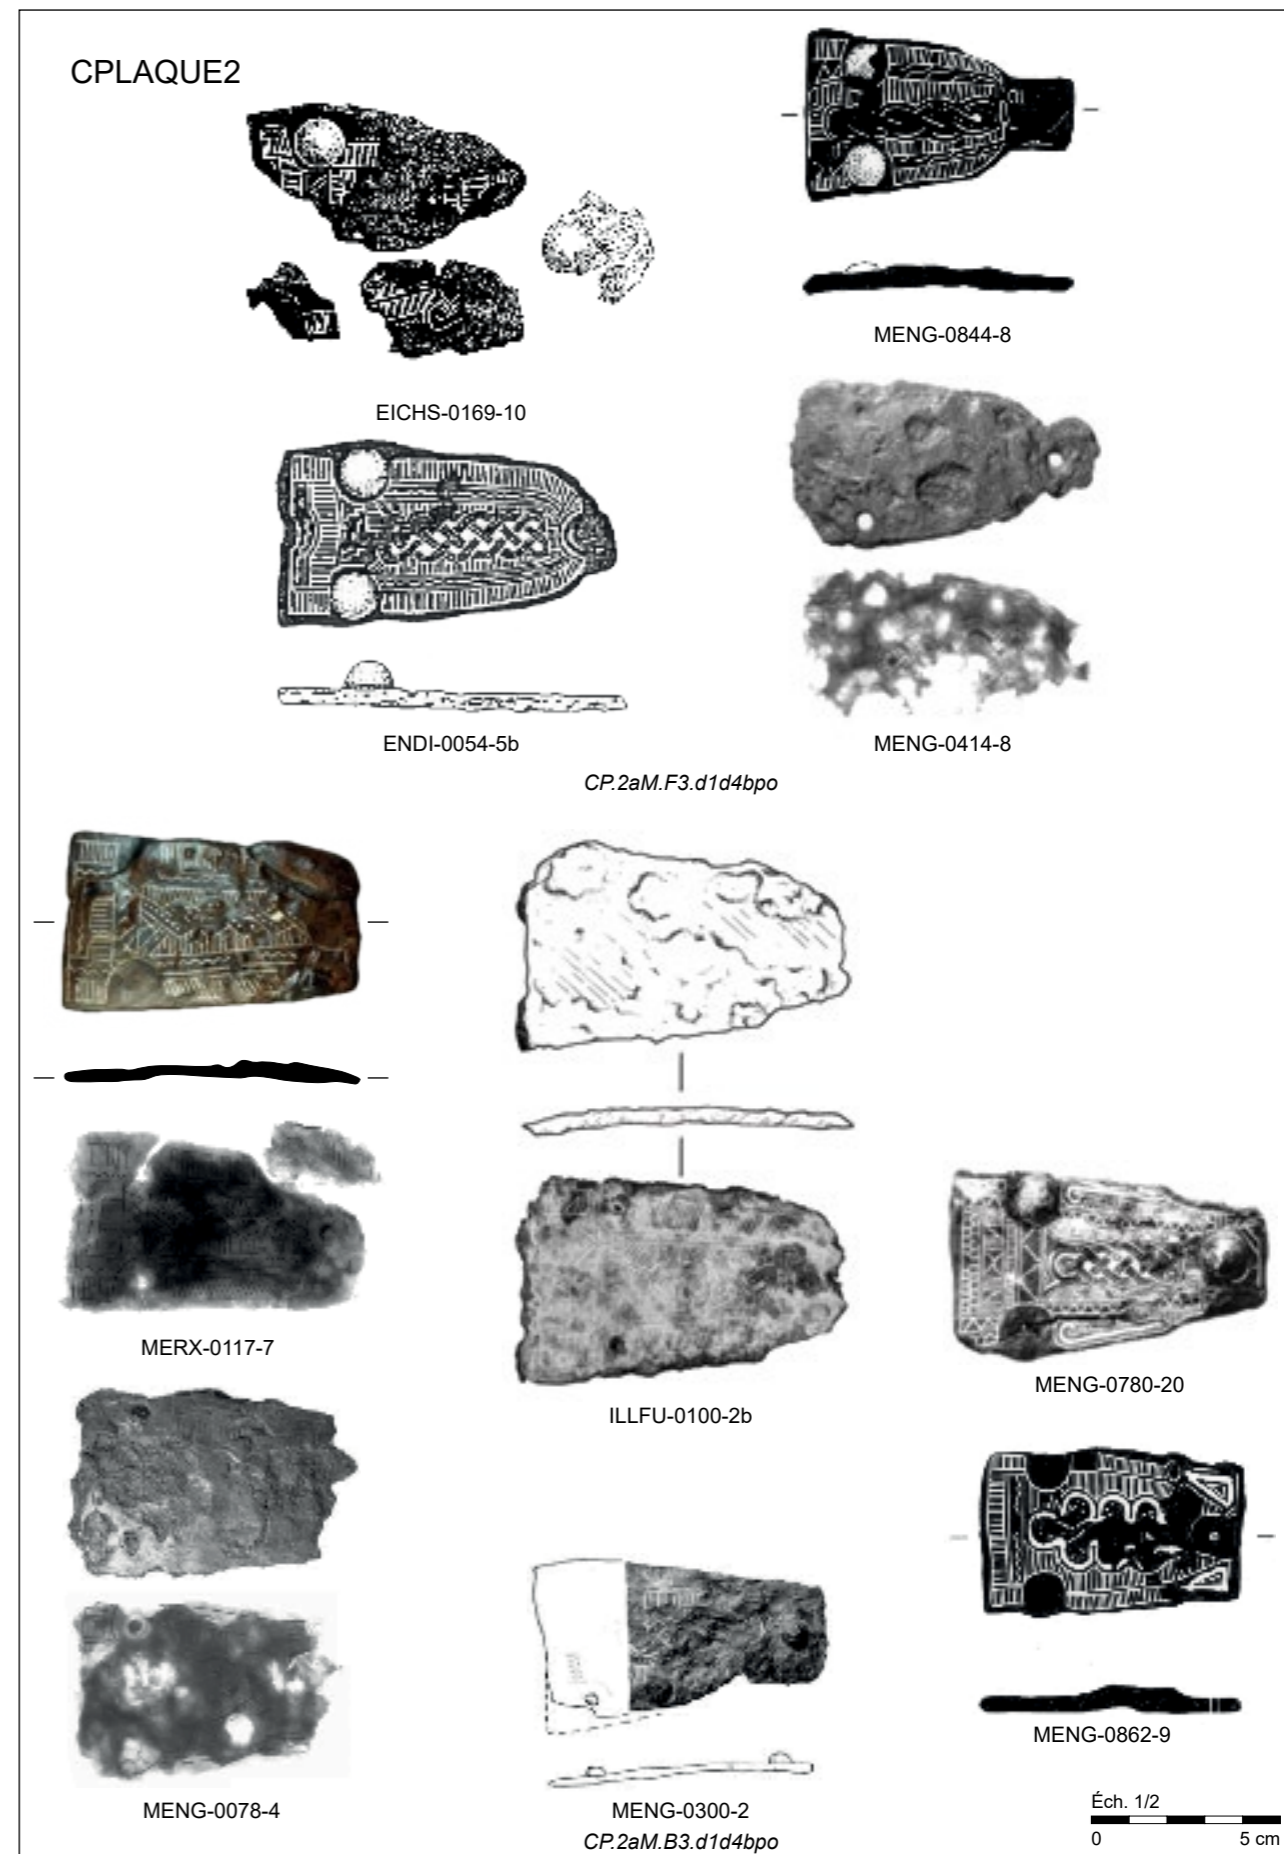 CPLAQUE2
MENG-0844-8
EICHS-0169-10
ENDI-0054-5b
MENG-0414-8
CP.2aM.F3.d1d4bpo
MERX-0117-7
ILLFU-0100-2b
MENG-0780-20
MENG-0862-9
MENG-0078-4
MENG-0300-2
CP.2aM.B3.d1d4bpo
Éch. 1/2
0 5 cm